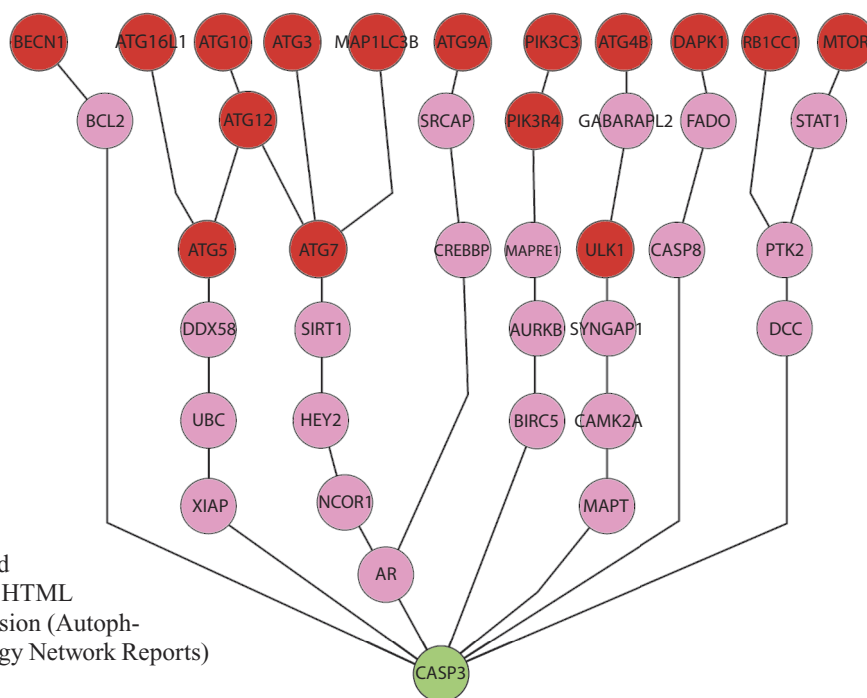 BECN1 ATG16L1 ATG10 ATG3 MAP1LC3B ATG9A PIK3C3 ATG4B DAPK1 RB1CC1 MTOR
BCL2 ATG12 SRCAP PIK3R4 GABARAPL2 FADO STAT1
ATG5 ATG7 CREBBP MAPRE1 ULK1 CASP8 PTK2
DDX58 SIRT1 AURKB SYNGAP1 DCC
UBC HEY2 BIRC5 CAMK2A
XIAP NCOR1 MAPT
AR
CASP3
d
HTML
sion (Autoph-
gy Network Reports)